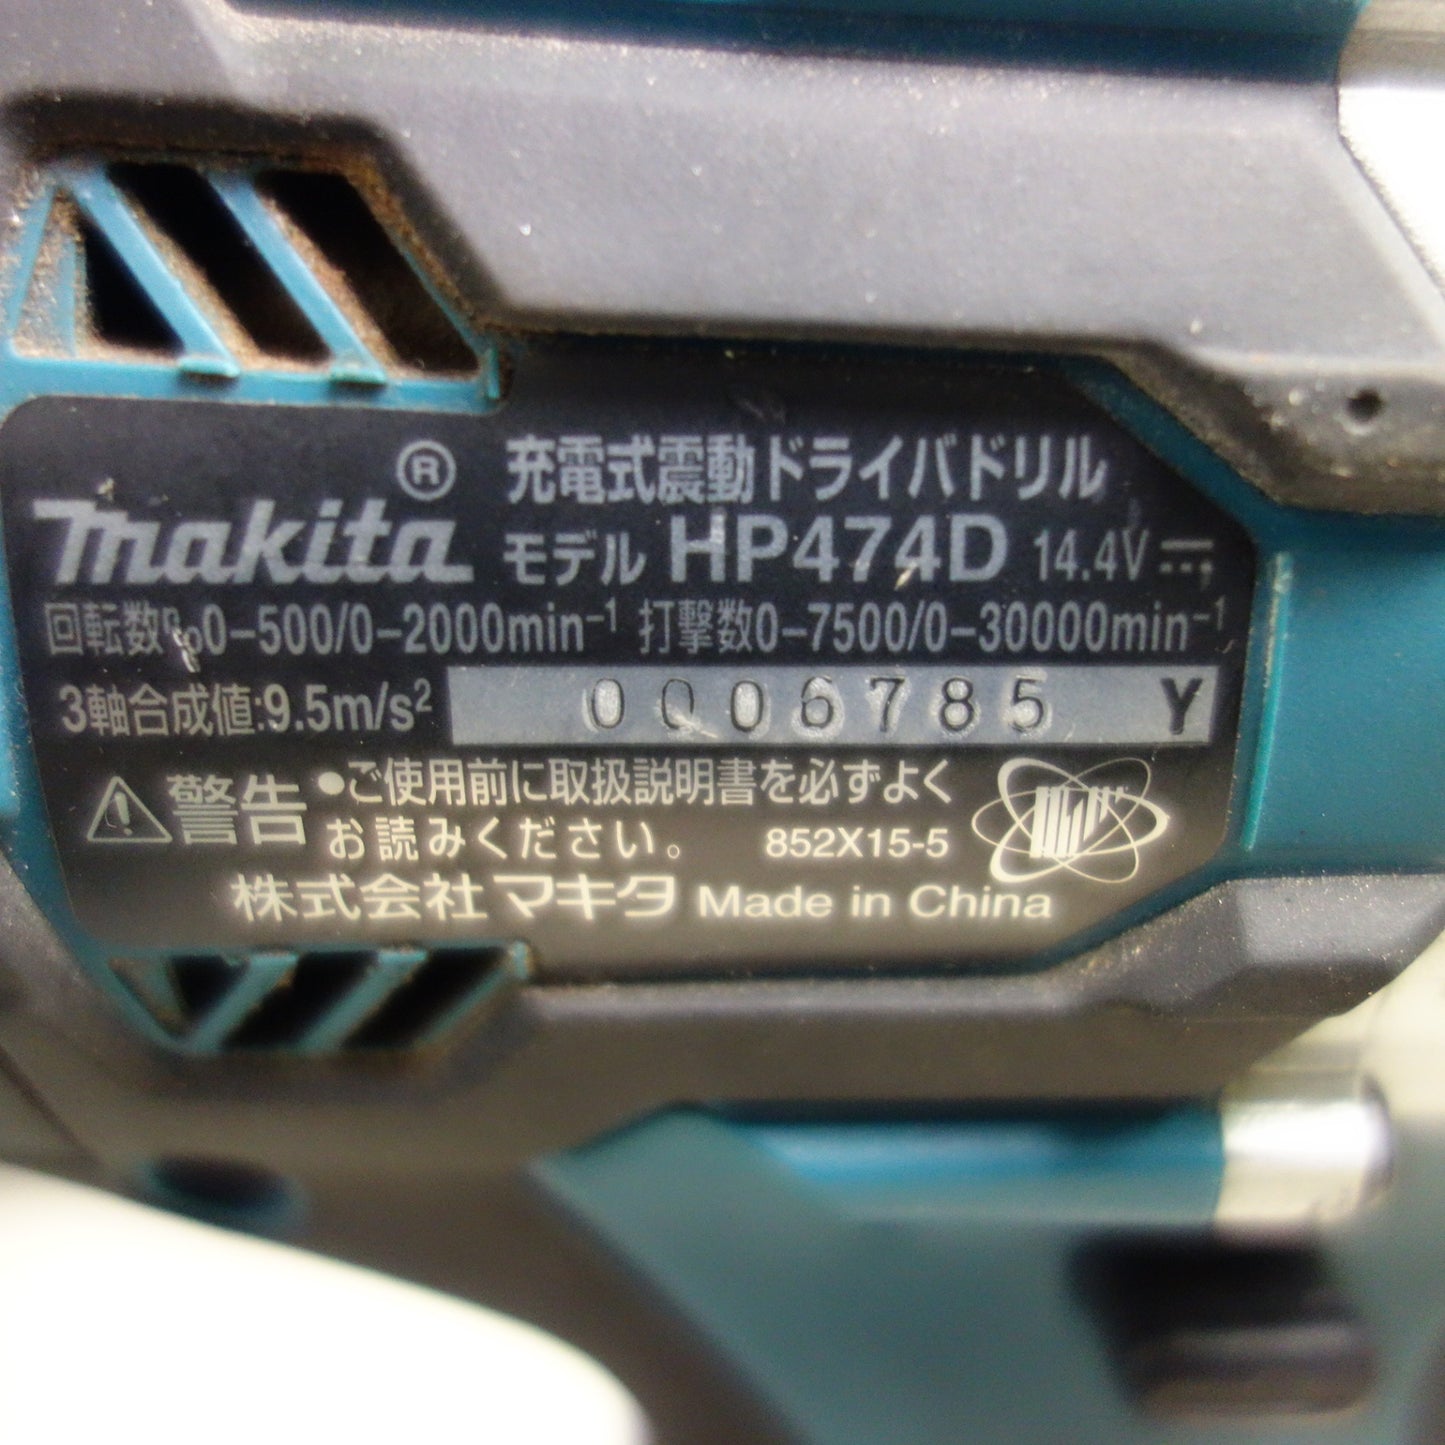 makita® 充電式震動ドライバドリル
モデル HP474D 14.4V⎓
回転数n₀0-500/0-2000min⁻¹ 打撃数0-7500/0-30000min⁻¹
3軸合成値:9.5m/s² 0006785 Y
⚠警告 •ご使用前に取扱説明書を必ずよく
お読みください。 852X15-5
株式会社マキタ Made in China